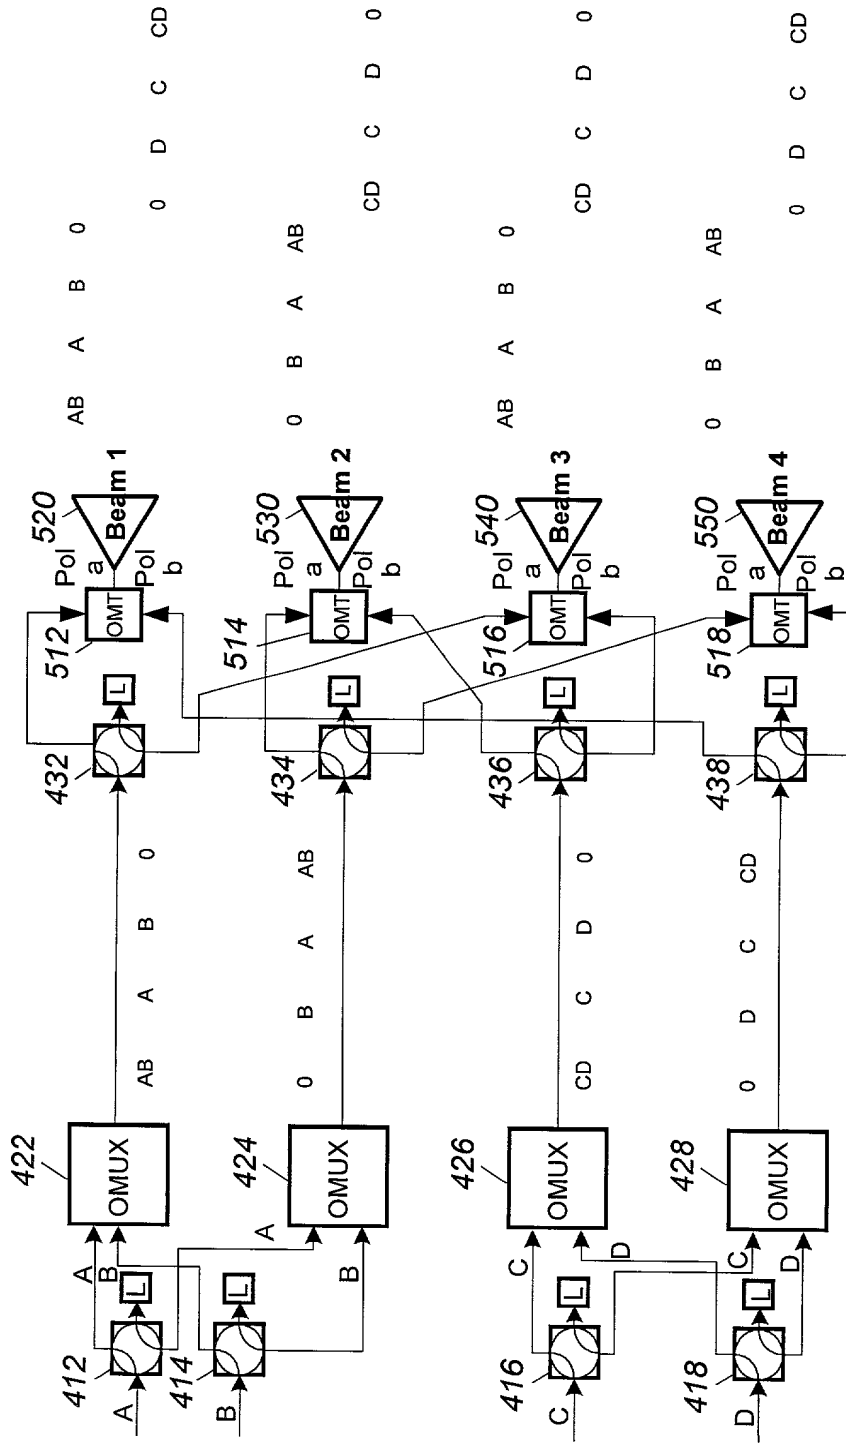 A
412
L
A
B
A
422
OMUX
AB A B 0
432
L
512
OMT
Pol
a
Pol
b
520
Beam 1
AB A B 0
0 D C CD
B
414
L
B
424
OMUX
0 B A AB
434
L
514
OMT
Pol
a
Pol
b
530
Beam 2
0 B A AB
CD C D 0
C
416
L
C
D
C
426
OMUX
CD C D 0
436
L
516
OMT
Pol
a
Pol
b
540
Beam 3
AB A B 0
CD C D 0
D
418
L
D
428
OMUX
0 D C CD
438
L
518
OMT
Pol
a
Pol
b
550
Beam 4
0 B A AB
0 D C CD